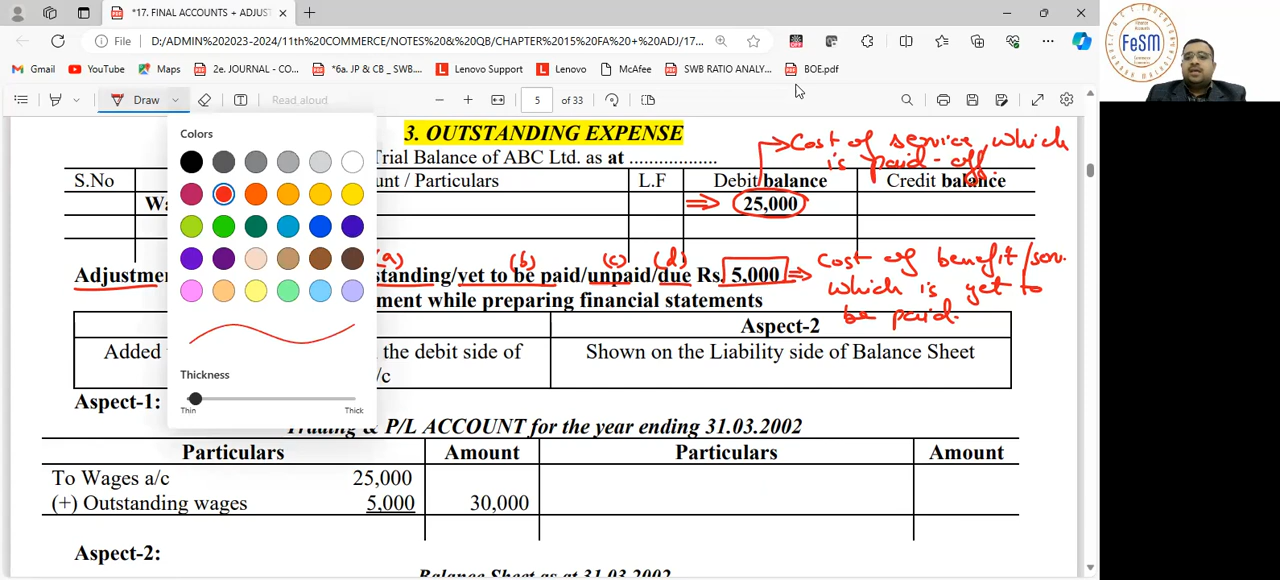 *17. FINAL ACCOUNTS + ADJUST
File
D:/ADMIN%202023-2024/11th%20COMMERCE/NOTES%20&%20QB/CHAPTER%2015%20FA%20+%20ADJ/17...
Gmail YouTube Maps 2e. JOURNAL - CO... *6a. JP & CB _ SWB.... Lenovo Support Lenovo McAfee SWB RATIO ANALY... BOE.pdf
Draw Read aloud 5 of 33
FeSM
Colors
Thickness
Thin Thick
3. OUTSTANDING EXPENSE
Cost of service, which is paid-off.
Trial Balance of ABC Ltd. as at ....................
S.No unt / Particulars L.F Debit balance Credit balance
Wa 25,000
(a) (b) (c) (d)
Adjustmen standing/yet to be paid/unpaid/due Rs. 5,000
Cost of benefit/serv. which is yet to be paid.
ment while preparing financial statements
Aspect-2
Added the debit side of Shown on the Liability side of Balance Sheet
/c
Aspect-1:
Trading & P/L ACCOUNT for the year ending 31.03.2002
Particulars Amount Particulars Amount
To Wages a/c 25,000
(+) Outstanding wages 5,000 30,000
Aspect-2:
Balance Sheet as at 31.03.2002